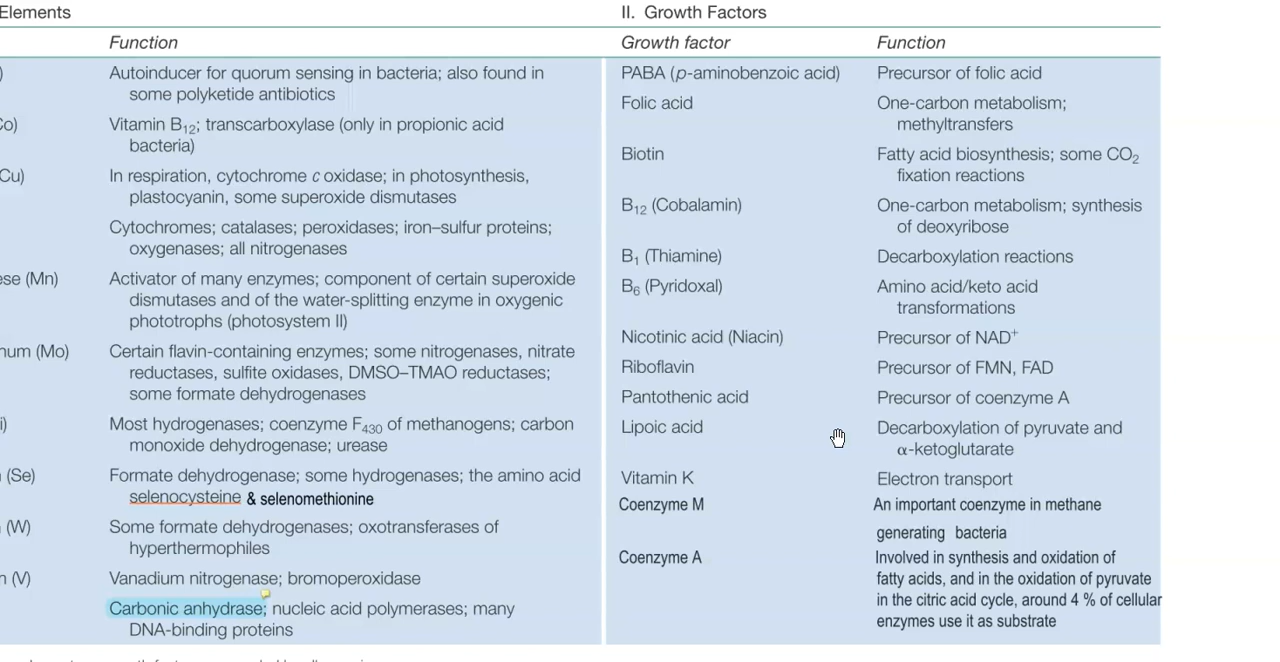 Elements
Function
)
Autoinducer for quorum sensing in bacteria; also found in
some polyketide antibiotics
Co)
Vitamin B12; transcarboxylase (only in propionic acid
bacteria)
Cu)
In respiration, cytochrome c oxidase; in photosynthesis,
plastocyanin, some superoxide dismutases
Cytochromes; catalases; peroxidases; iron–sulfur proteins;
oxygenases; all nitrogenases
ese (Mn)
Activator of many enzymes; component of certain superoxide
dismutases and of the water-splitting enzyme in oxygenic
phototrophs (photosystem II)
num (Mo)
Certain flavin-containing enzymes; some nitrogenases, nitrate
reductases, sulfite oxidases, DMSO–TMAO reductases;
some formate dehydrogenases
i)
Most hydrogenases; coenzyme F430 of methanogens; carbon
monoxide dehydrogenase; urease
(Se)
Formate dehydrogenase; some hydrogenases; the amino acid
selenocysteine & selenomethionine
(W)
Some formate dehydrogenases; oxotransferases of
hyperthermophiles
(V)
Vanadium nitrogenase; bromoperoxidase
Carbonic anhydrase; nucleic acid polymerases; many
DNA-binding proteins
II. Growth Factors
Growth factor Function
PABA (p-aminobenzoic acid) Precursor of folic acid
Folic acid One-carbon metabolism;
methyltransfers
Biotin Fatty acid biosynthesis; some CO2
fixation reactions
B12 (Cobalamin) One-carbon metabolism; synthesis
of deoxyribose
B1 (Thiamine) Decarboxylation reactions
B6 (Pyridoxal) Amino acid/keto acid
transformations
Nicotinic acid (Niacin) Precursor of NAD+
Riboflavin Precursor of FMN, FAD
Pantothenic acid Precursor of coenzyme A
Lipoic acid Decarboxylation of pyruvate and
α-ketoglutarate
Vitamin K Electron transport
Coenzyme M An important coenzyme in methane
generating bacteria
Coenzyme A Involved in synthesis and oxidation of
fatty acids, and in the oxidation of pyruvate
in the citric acid cycle, around 4 % of cellular
enzymes use it as substrate